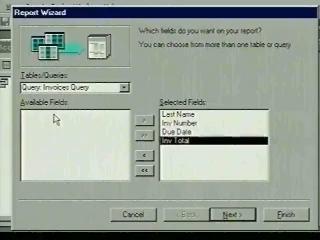 Report Wizard
Which fields do you want on your report?
You can choose from more than one table or query.
Tables/Queries:
Query: Invoices Query
Available Fields:
Selected Fields:
Last Name
Inv Number
Due Date
Inv Total
>
>>
<
<<
Cancel
< Back
Next >
Finish